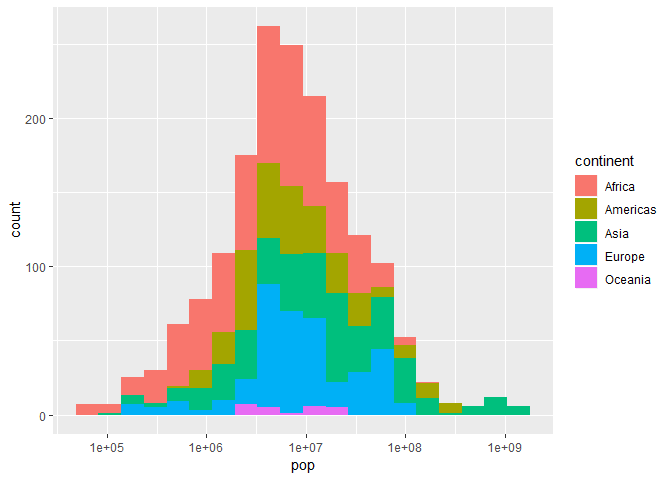 200
100
0
count
1e+05 1e+06 1e+07 1e+08 1e+09
pop
continent
Africa
Americas
Asia
Europe
Oceania